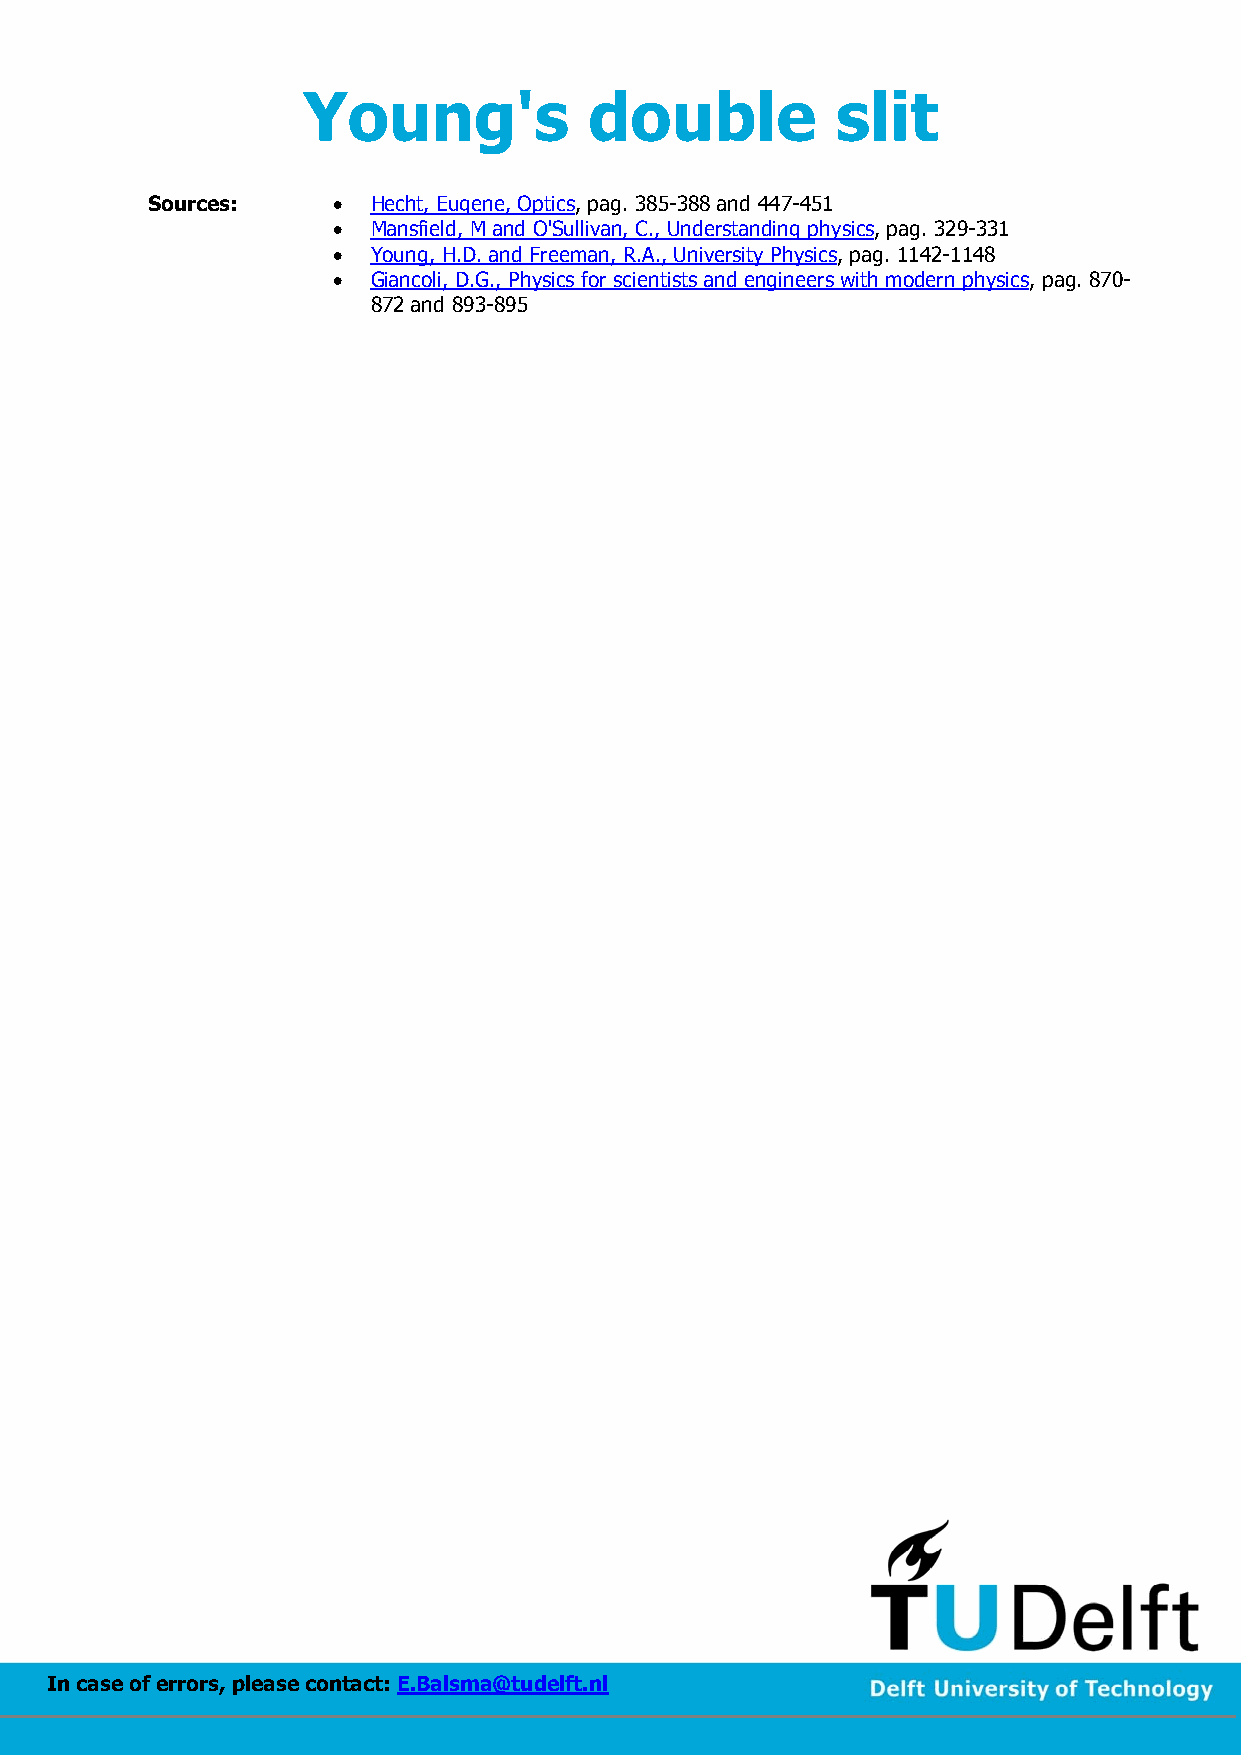 Young's double slit
Sources:
• Hecht, Eugene, Optics, pag. 385-388 and 447-451
• Mansfield, M and O'Sullivan, C., Understanding physics, pag. 329-331
• Young, H.D. and Freeman, R.A., University Physics, pag. 1142-1148
• Giancoli, D.G., Physics for scientists and engineers with modern physics, pag. 870-
872 and 893-895
TUDelft
In case of errors, please contact: E.Balsma@tudelft.nl
Delft University of Technology